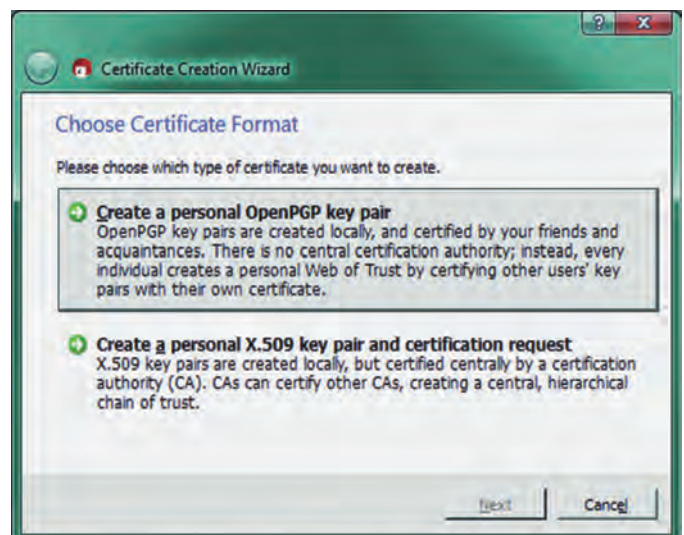 Certificate Creation Wizard
Choose Certificate Format
Please choose which type of certificate you want to create.
Create a personal OpenPGP key pair
OpenPGP key pairs are created locally, and certified by your friends and
acquaintances. There is no central certification authority; instead, every
individual creates a personal Web of Trust by certifying other users' key
pairs with their own certificate.
Create a personal X.509 key pair and certification request
X.509 key pairs are created locally, but certified centrally by a certification
authority (CA). CAs can certify other CAs, creating a central, hierarchical
chain of trust.
Next Cancel